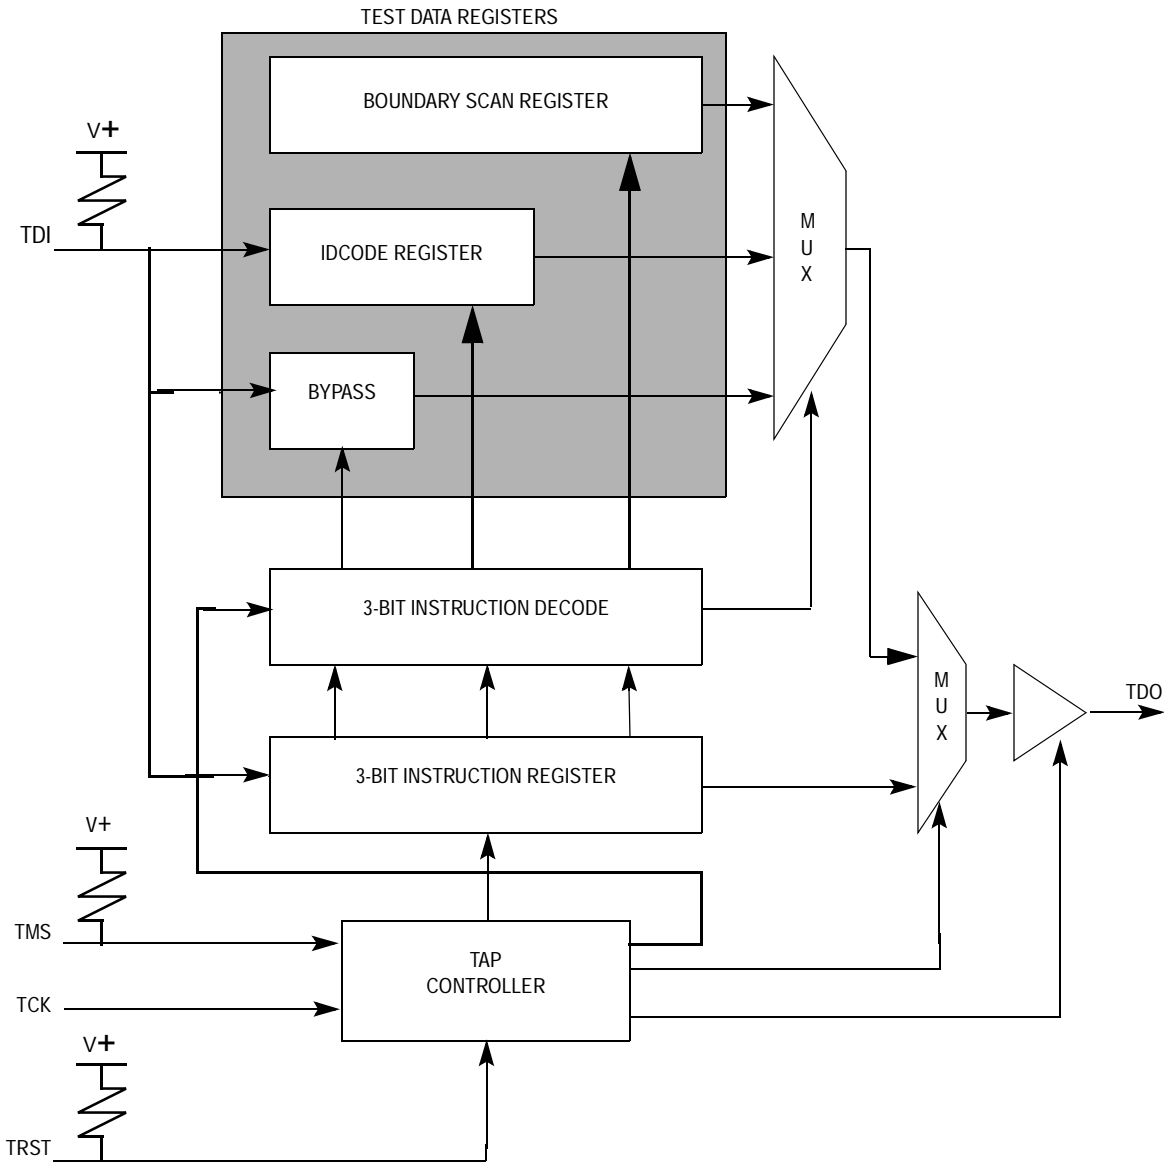 TEST DATA REGISTERS
BOUNDARY SCAN REGISTER
V+
M
U
X
TDI
IDCODE REGISTER
BYPASS
3-BIT INSTRUCTION DECODE
M
U
X
TDO
3-BIT INSTRUCTION REGISTER
V+
TMS
TAP
CONTROLLER
TCK
V+
TRST